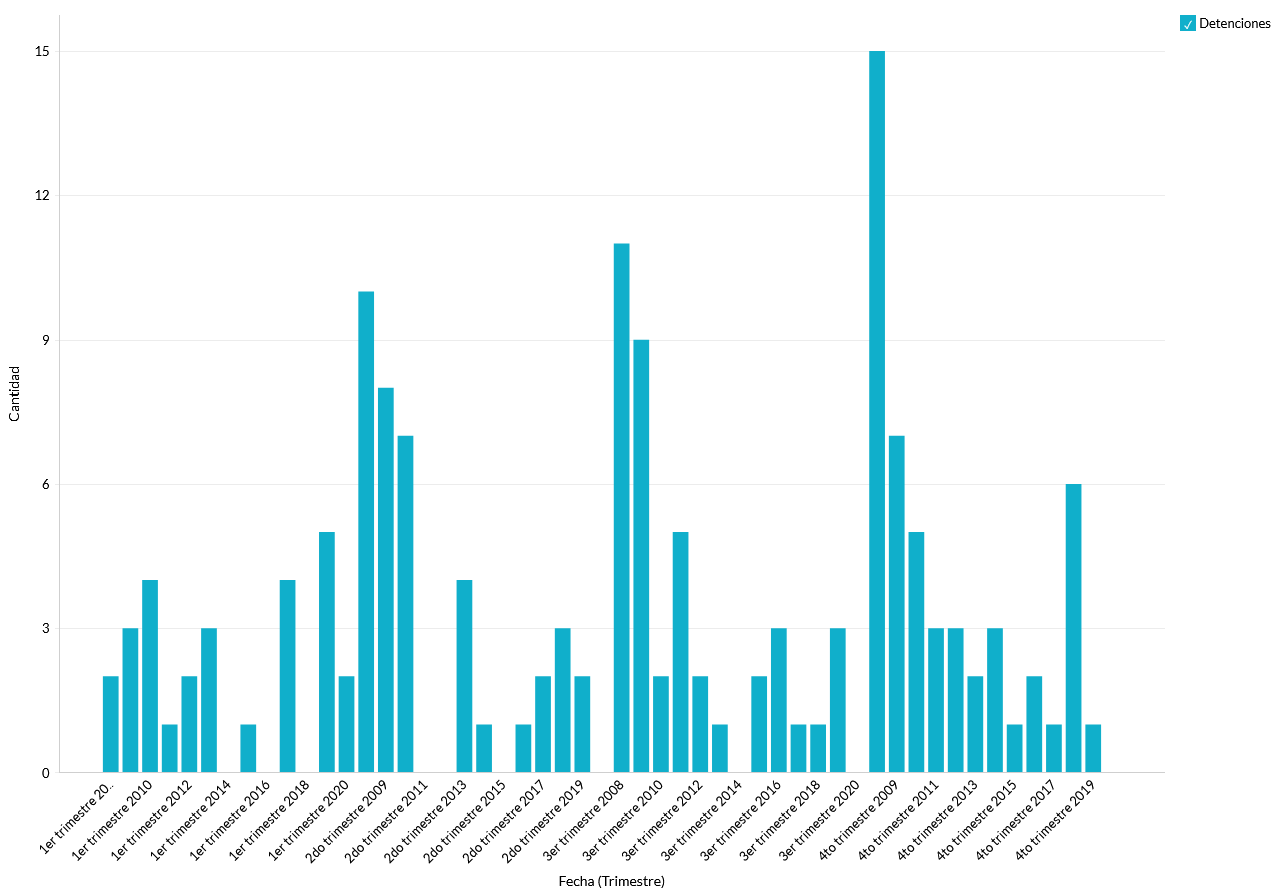 Detenciones
15
12
9
6
3
0
Cantidad
1er trimestre 20..
1er trimestre 2010
1er trimestre 2012
1er trimestre 2014
1er trimestre 2016
1er trimestre 2018
1er trimestre 2020
2do trimestre 2009
2do trimestre 2011
2do trimestre 2013
2do trimestre 2015
2do trimestre 2017
2do trimestre 2019
3er trimestre 2008
3er trimestre 2010
3er trimestre 2012
3er trimestre 2014
3er trimestre 2016
3er trimestre 2018
3er trimestre 2020
4to trimestre 2009
4to trimestre 2011
4to trimestre 2013
4to trimestre 2015
4to trimestre 2017
4to trimestre 2019
Fecha (Trimestre)